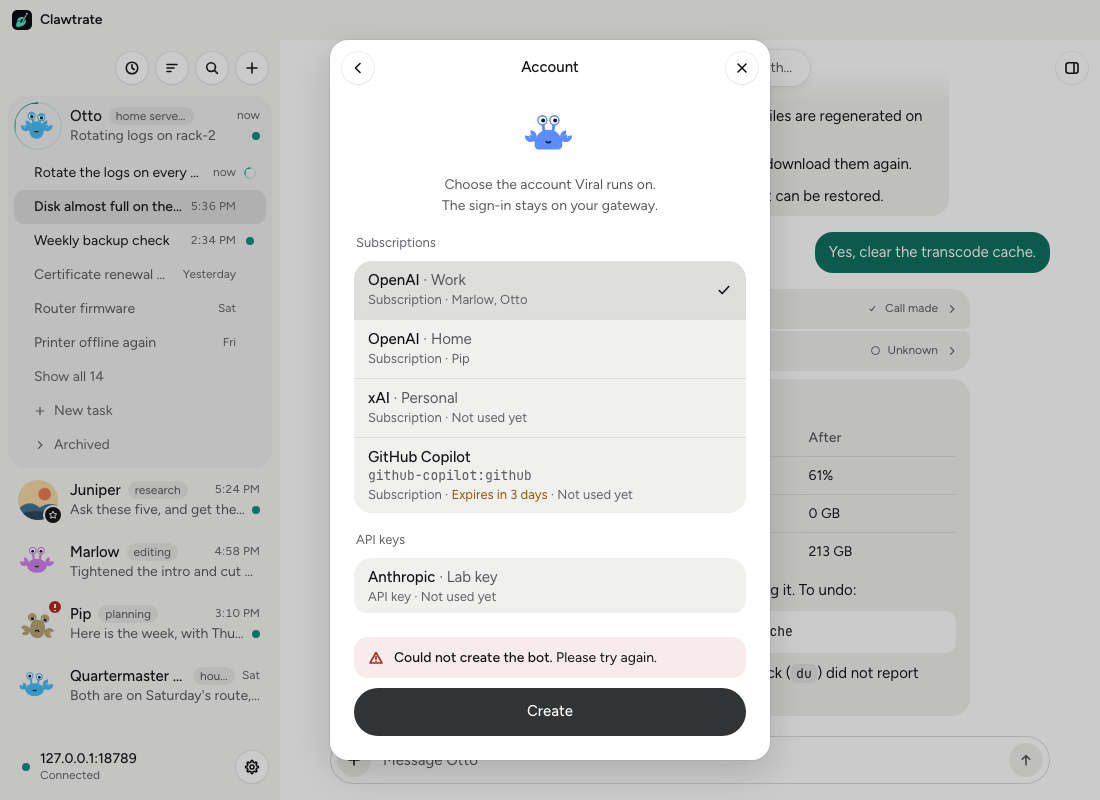 Clawtrate
Otto home serve... now
Rotating logs on rack-2
Rotate the logs on every ... now
Disk almost full on the... 5:36 PM
Weekly backup check 2:34 PM
Certificate renewal ... Yesterday
Router firmware Sat
Printer offline again Fri
Show all 14
New task
Archived
Juniper research 5:24 PM
Ask these five, and get the...
Marlow editing 4:58 PM
Tightened the intro and cut ...
Pip planning 3:10 PM
Here is the week, with Thu...
Quartermaster ... hou... Sat
Both are on Saturday's route,...
127.0.0.1:18789
Connected
Account
Choose the account Viral runs on.
The sign-in stays on your gateway.
Subscriptions
OpenAI · Work
Subscription · Marlow, Otto
OpenAI · Home
Subscription · Pip
xAI · Personal
Subscription · Not used yet
GitHub Copilot
github-copilot:github
Subscription · Expires in 3 days · Not used yet
API keys
Anthropic · Lab key
API key · Not used yet
Could not create the bot. Please try again.
Create
th...
iles are regenerated on
download them again.
can be restored.
Yes, clear the transcode cache.
Call made
Unknown
After
61%
0 GB
213 GB
g it. To undo:
che
ck ( du ) did not report
Message Otto